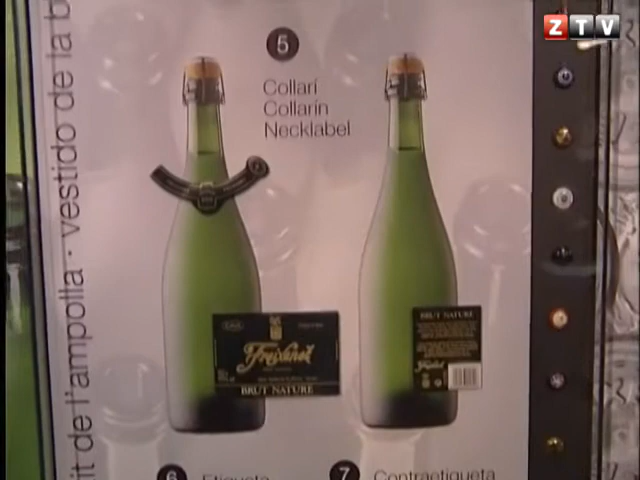 ZTV
5
Collarí
Collarín
Necklabel
it de l'ampolla · vestido de la b
Freixenet
BRUT NATURE
BRUT NATURE
Freixenet
6 Etiqueta
7 Contraetiqueta